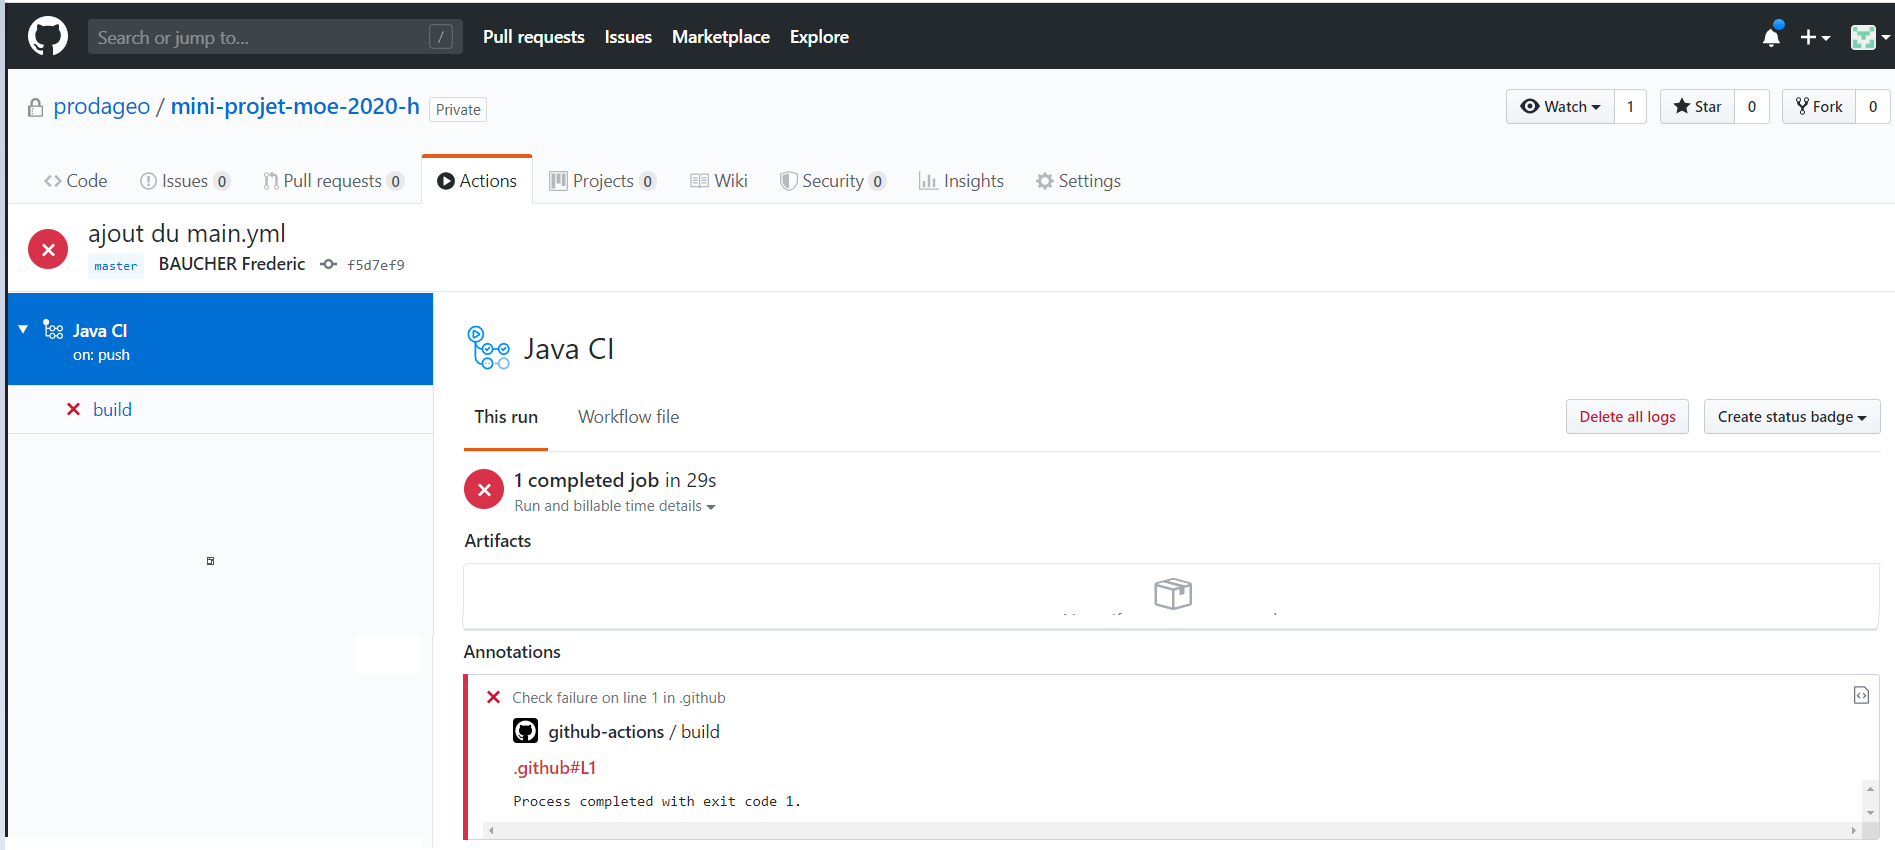 Search or jump to... /
Pull requests Issues Marketplace Explore
prodageo / mini-projet-moe-2020-h Private
Watch 1 Star 0 Fork 0
Code Issues 0 Pull requests 0 Actions Projects 0 Wiki Security 0 Insights Settings
ajout du main.yml
master BAUCHER Frederic f5d7ef9
Java CI
on: push
build
Java CI
This run Workflow file
Delete all logs Create status badge
1 completed job in 29s
Run and billable time details
Artifacts
Annotations
Check failure on line 1 in .github
github-actions / build
.github#L1
Process completed with exit code 1.